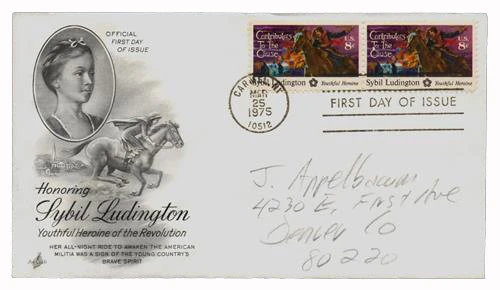 OFFICIAL
FIRST DAY
OF ISSUE
Honoring
Sybil Ludington
Youthful Heroine of the Revolution
HER ALL-NIGHT RIDE TO AWAKEN THE AMERICAN
MILITIA WAS A SIGN OF THE YOUNG COUNTRY'S
BRAVE SPIRIT
ArtCraft
Contributors
To The
Cause...
U.S.
8c
Sybil Ludington Youthful Heroine
Contributors
To The
Cause...
U.S.
8c
Sybil Ludington Youthful Heroine
CARMEL, NY
MAR
25
1975
10512
FIRST DAY OF ISSUE
J. Appelbaum
4230 E. First Ave
Denver Co
80220